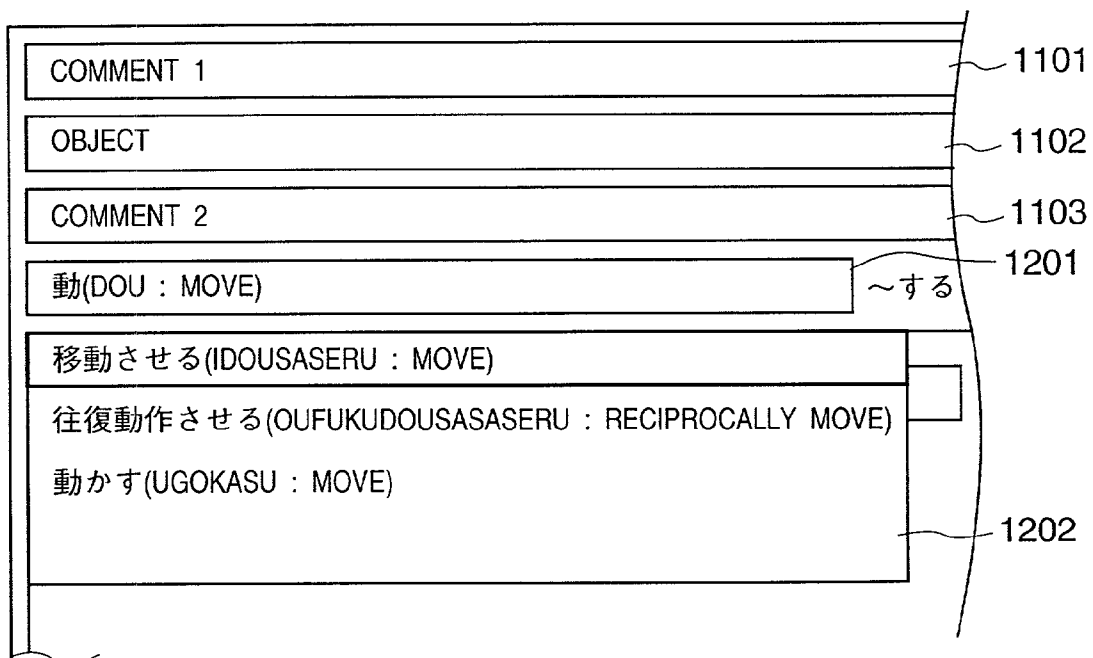 COMMENT 1 1101
OBJECT 1102
COMMENT 2 1103
動(DOU : MOVE) ～する 1201
移動させる(IDOUSASERU : MOVE)
往復動作させる(OUFUKUDOUSASASERU : RECIPROCALLY MOVE)
動かす(UGOKASU : MOVE)
1202